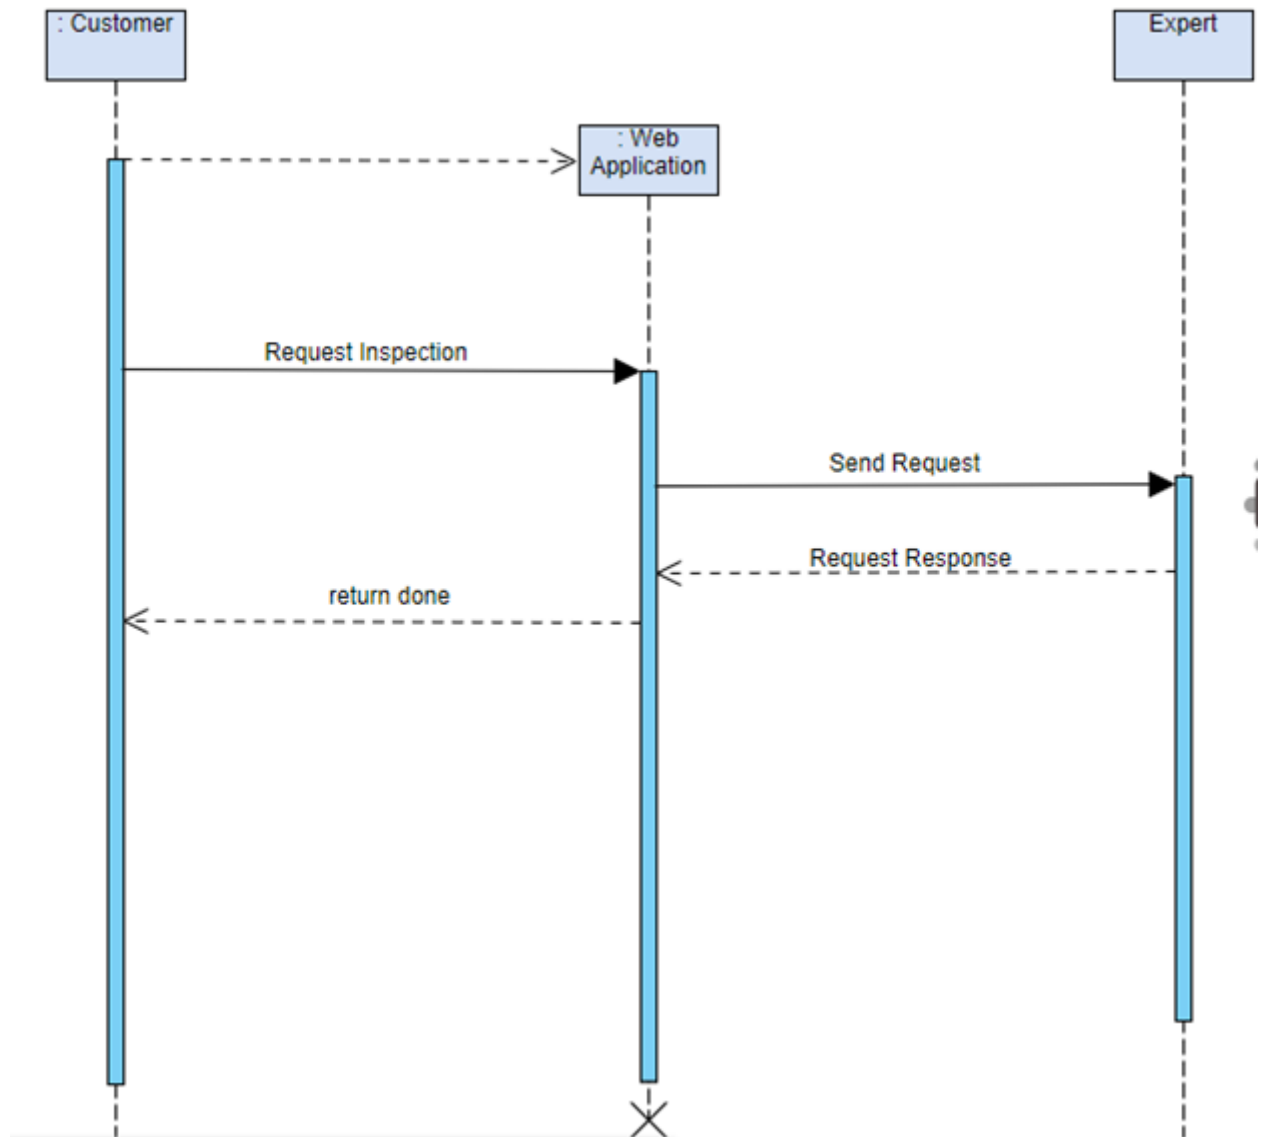 : Customer
Expert
: Web
Application
Request Inspection
Send Request
Request Response
return done